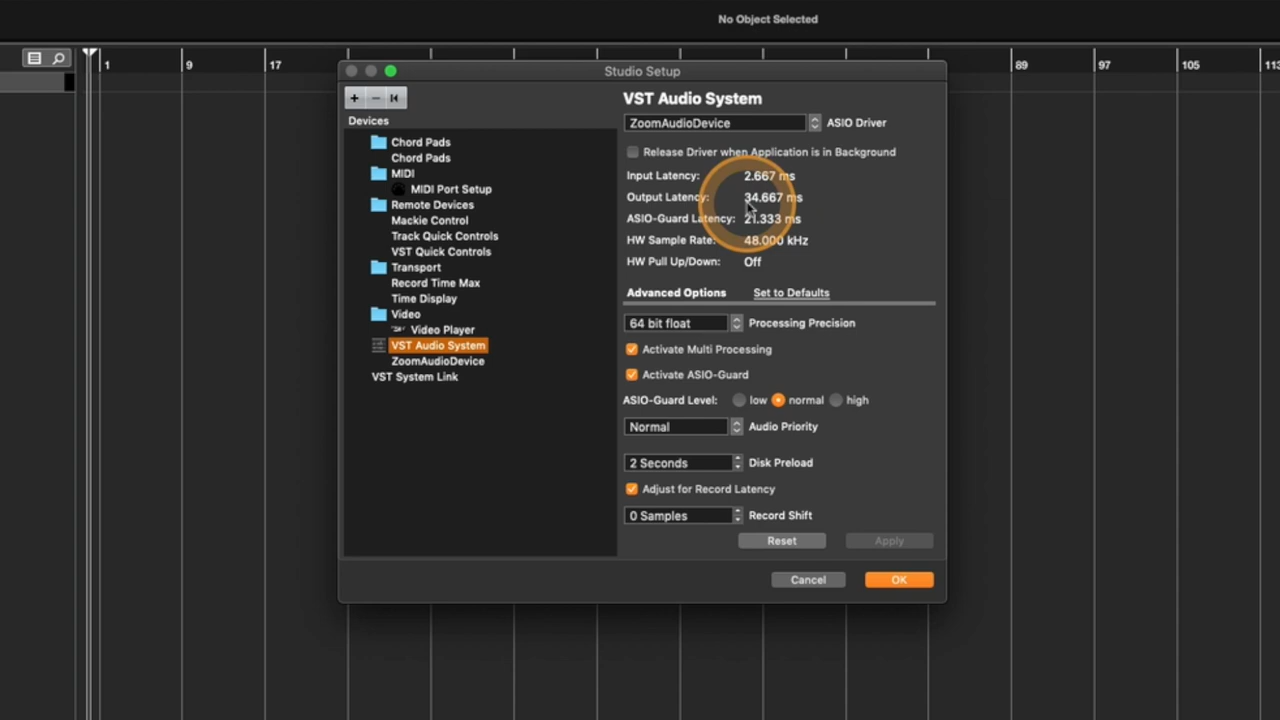 No Object Selected
1
9
17
89
97
105
113
Studio Setup
+ −
Devices
Chord Pads
Chord Pads
MIDI
MIDI Port Setup
Remote Devices
Mackie Control
Track Quick Controls
VST Quick Controls
Transport
Record Time Max
Time Display
Video
Video Player
VST Audio System
ZoomAudioDevice
VST System Link
VST Audio System
ZoomAudioDevice ASIO Driver
Release Driver when Application is in Background
Input Latency: 2.667 ms
Output Latency: 34.667 ms
ASIO-Guard Latency: 21.333 ms
HW Sample Rate: 48.000 kHz
HW Pull Up/Down: Off
Advanced Options Set to Defaults
64 bit float Processing Precision
Activate Multi Processing
Activate ASIO-Guard
ASIO-Guard Level: low normal high
Normal Audio Priority
2 Seconds Disk Preload
Adjust for Record Latency
0 Samples Record Shift
Reset Apply
Cancel OK